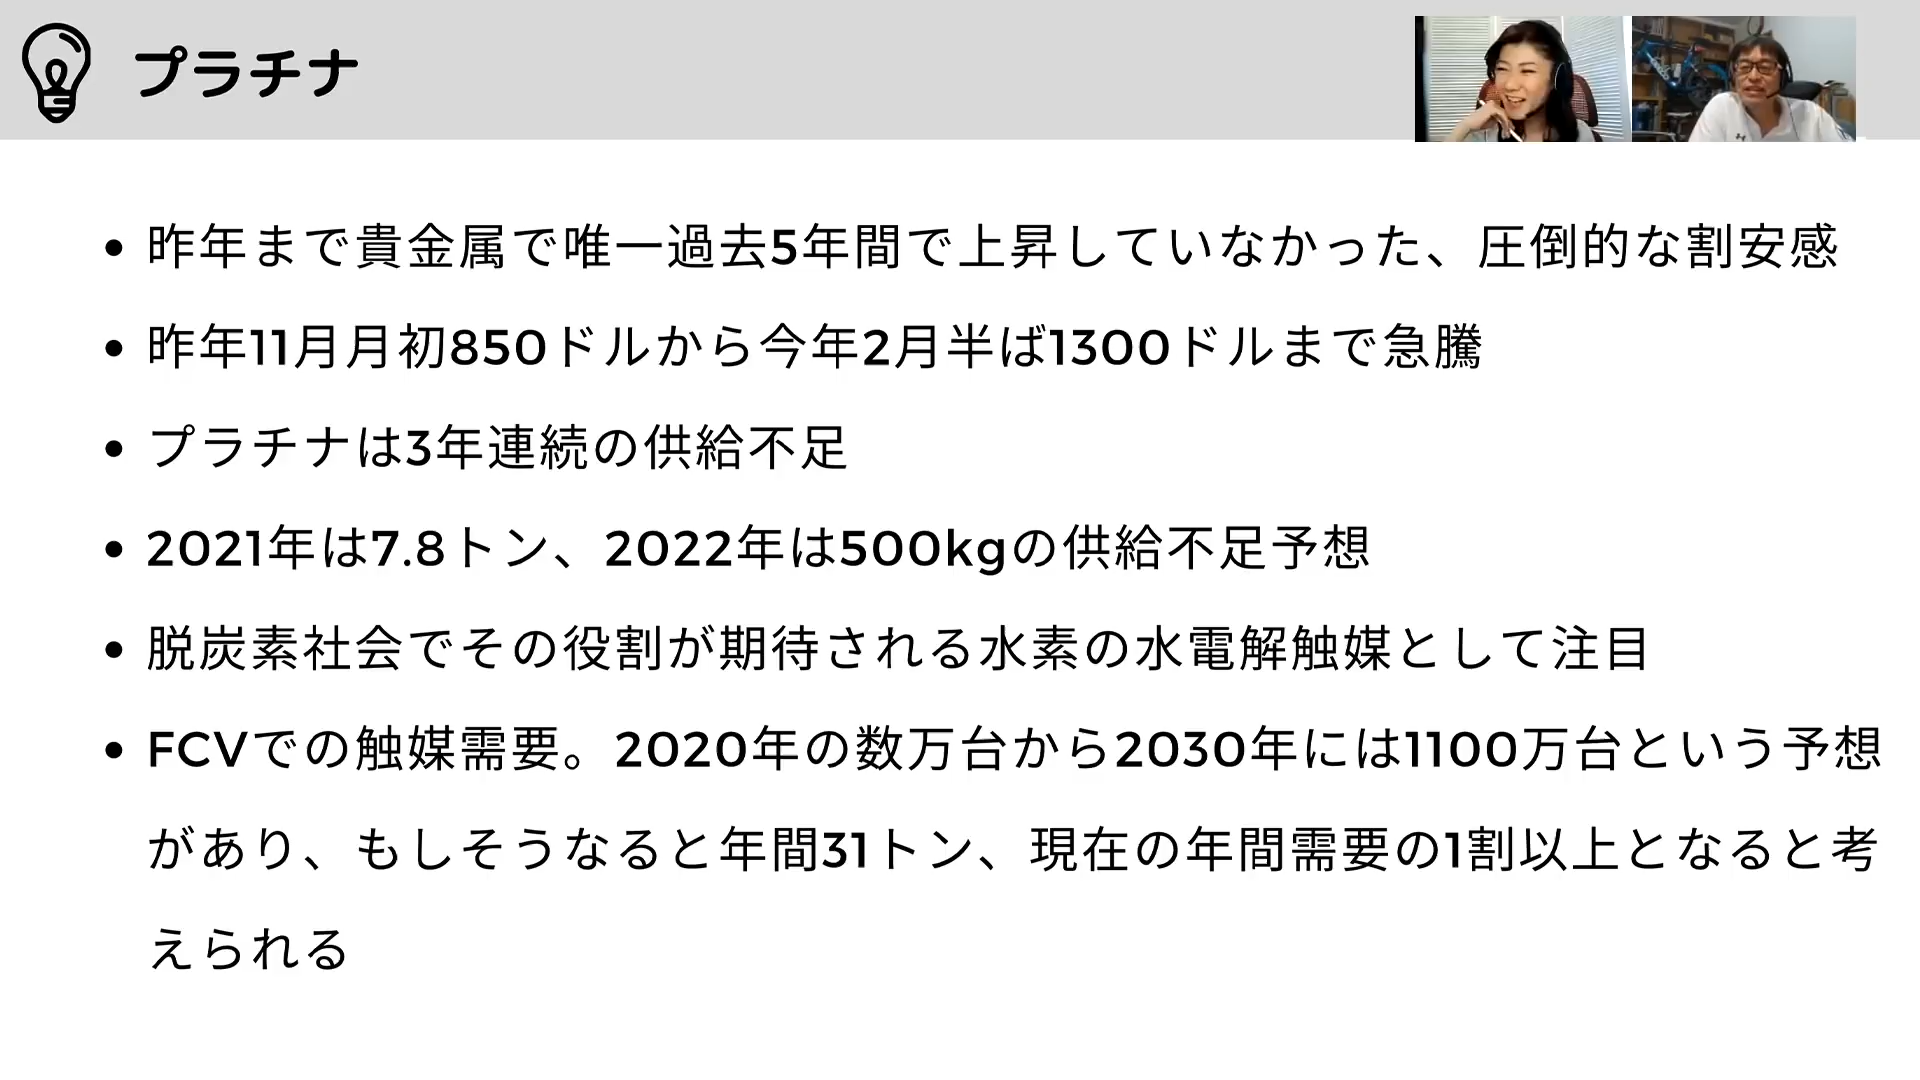 プラチナ
昨年まで貴金属で唯一過去5年間で上昇していなかった、圧倒的な割安感
昨年11月月初850ドルから今年2月半ば1300ドルまで急騰
プラチナは3年連続の供給不足
2021年は7.8トン、2022年は500kgの供給不足予想
脱炭素社会でその役割が期待される水素の水電解触媒として注目
FCVでの触媒需要。2020年の数万台から2030年には1100万台という予想
があり、もしそうなると年間31トン、現在の年間需要の1割以上となると考
えられる